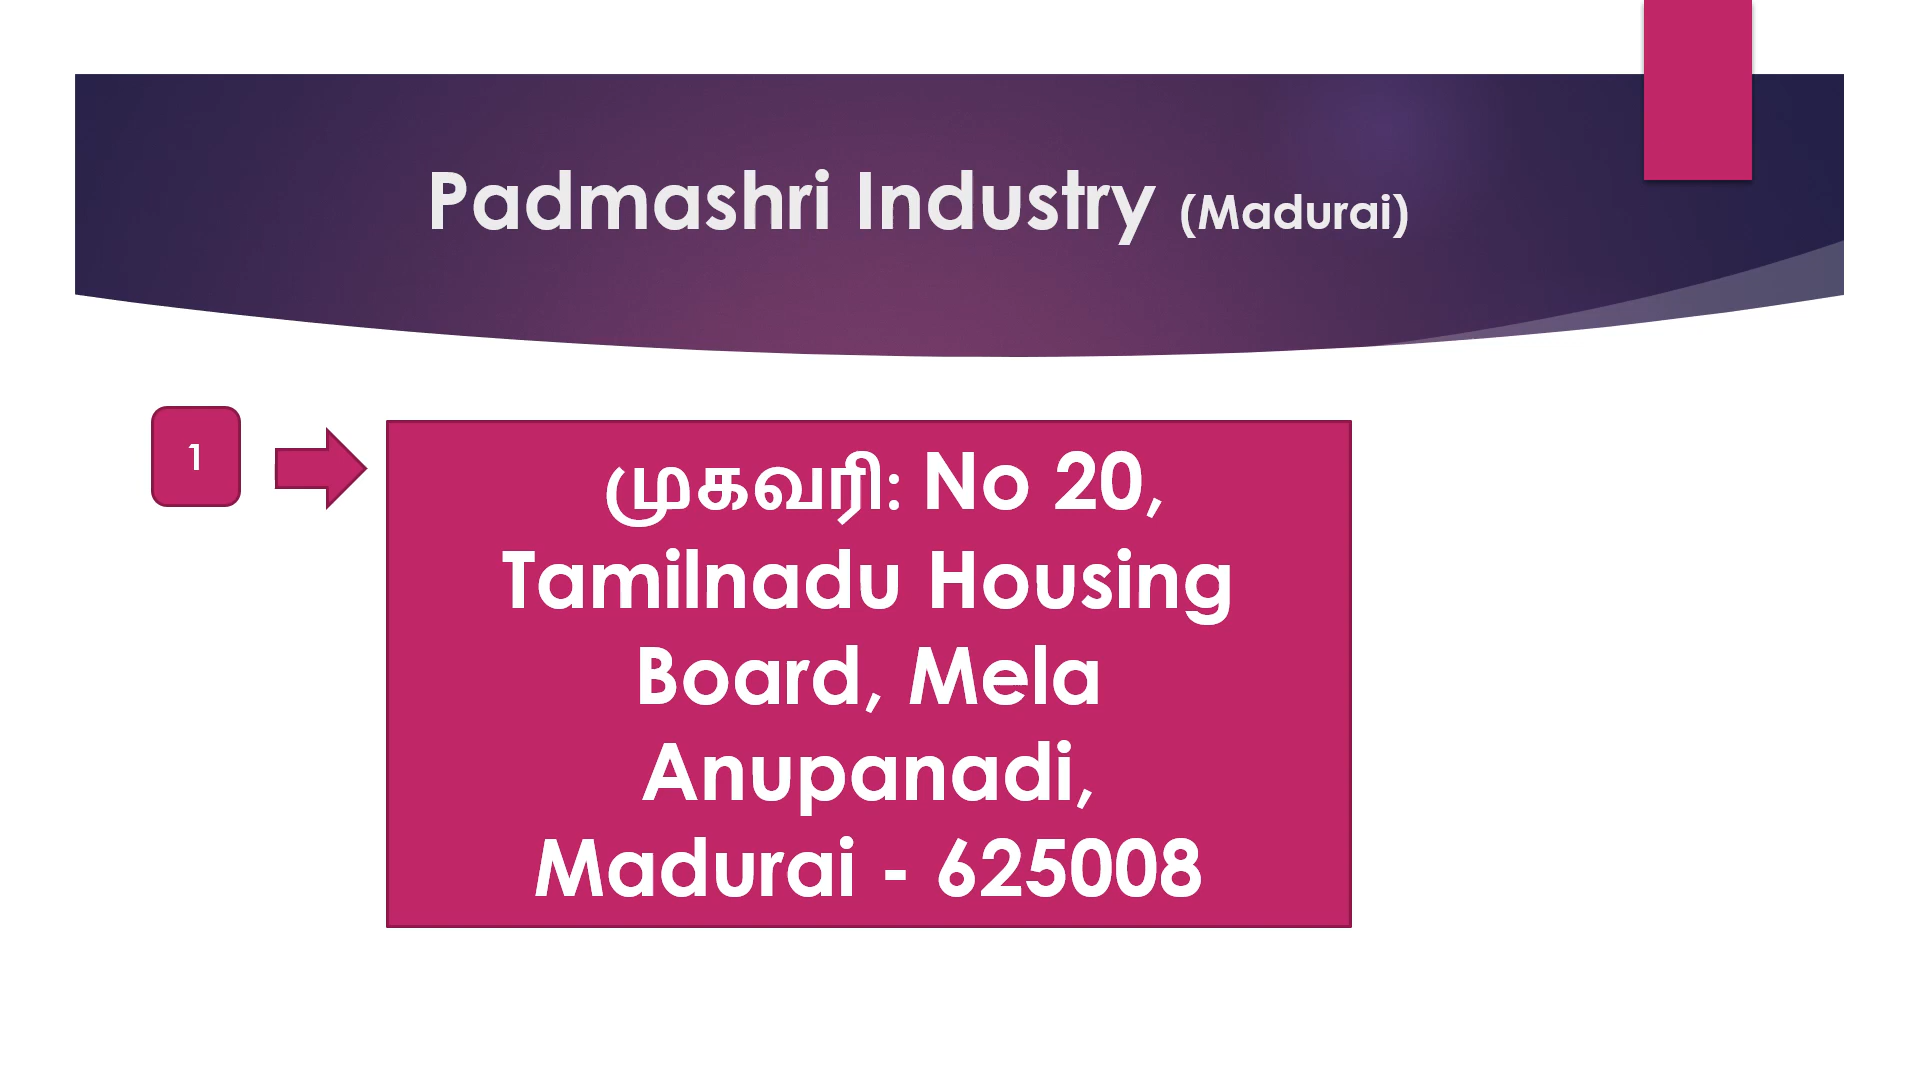 Padmashri Industry (Madurai)
1
முகவரி: No 20,
Tamilnadu Housing
Board, Mela
Anupanadi,
Madurai - 625008